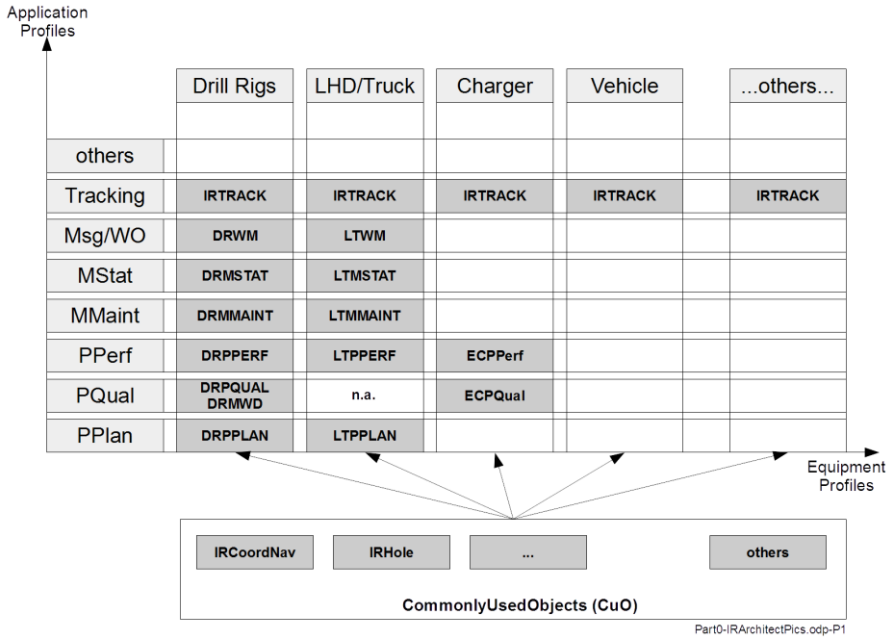 Application
Profiles
Drill Rigs LHD/Truck Charger Vehicle ...others...
others
Tracking IRTRACK IRTRACK IRTRACK IRTRACK IRTRACK
Msg/WO DRWM LTWM
MStat DRMSTAT LTMSTAT
MMaint DRMMAINT LTMMAINT
PPerf DRPPERF LTPPERF ECPPerf
PQual DRPQUAL DRMWD n.a. ECPQual
PPlan DRPPLAN LTPPLAN
Equipment
Profiles
IRCoordNav IRHole ... others
CommonlyUsedObjects (CuO)
Part0-IRArchitectPics.odp-P1